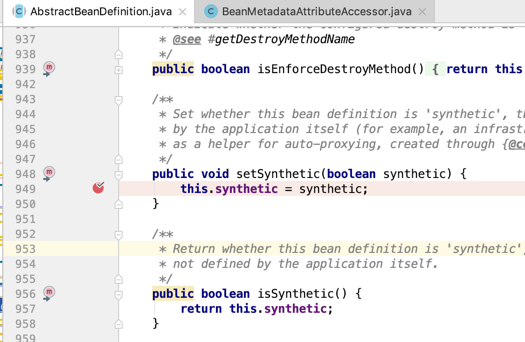 AbstractBeanDefinition.java × BeanMetadataAttributeAccessor.java ×
938 */
939 public boolean isEnforceDestroyMethod() { return this
* @see #getDestroyMethodName
942
943 /**
944 * Set whether this bean definition is 'synthetic', th
945 * by the application itself (for example, an infrast
946 * as a helper for auto-proxying, created through {@co
947 */
948 public void setSynthetic(boolean synthetic) {
949 this.synthetic = synthetic;
950 }
951
952 /**
953 * Return whether this bean definition is 'synthetic',
954 * not defined by the application itself.
955 */
956 public boolean isSynthetic() {
957 return this.synthetic;
958 }
959